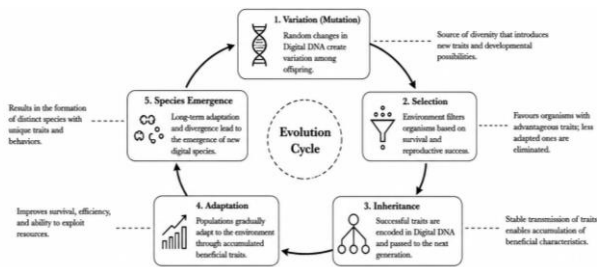 1. Variation (Mutation)
Random changes in
Digital DNA create
variation among
offspring.
Source of diversity that introduces
new traits and developmental
possibilities.
2. Selection
Environment filters
organisms based on
survival and
reproductive success.
Favours organisms with
advantageous traits; less
adapted ones are
eliminated.
3. Inheritance
Successful traits are
encoded in Digital DNA
and passed to the next
generation.
Stable transmission of traits
enables accumulation of
beneficial characteristics.
4. Adaptation
Populations gradually
adapt to the environment
through accumulated
beneficial traits.
Improves survival, efficiency,
and ability to exploit
resources.
5. Species Emergence
Long-term adaptation
and divergence lead to
the emergence of new
digital species.
Results in the formation
of distinct species with
unique traits and
behaviors.
Evolution
Cycle